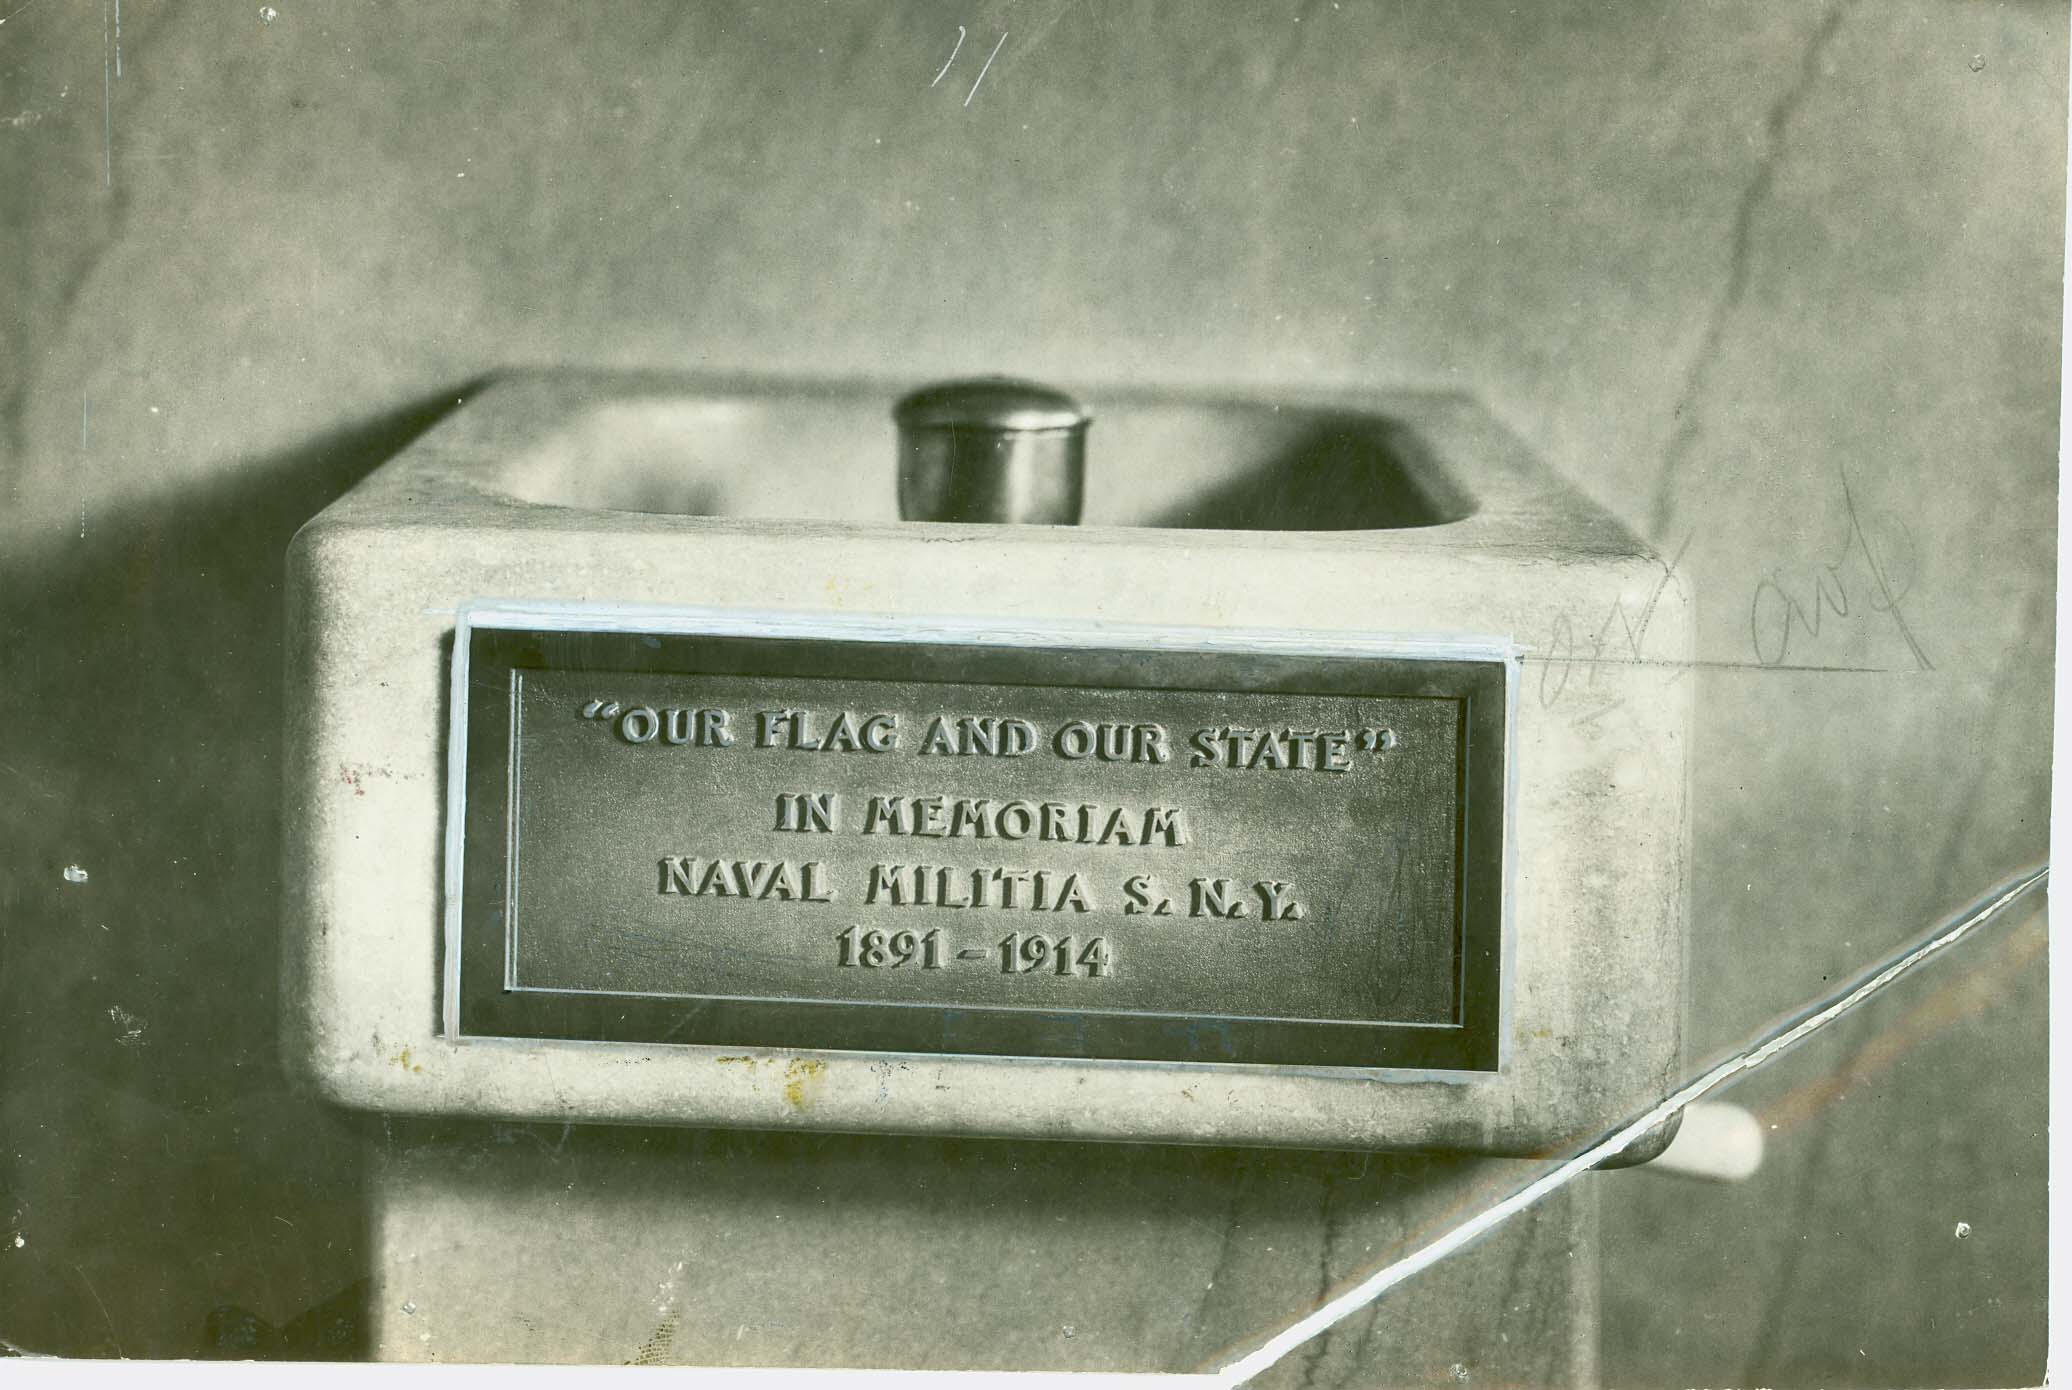 “OUR FLAG AND OUR STATE”
IN MEMORIAM
NAVAL MILITIA S. N. Y.
1891 – 1914